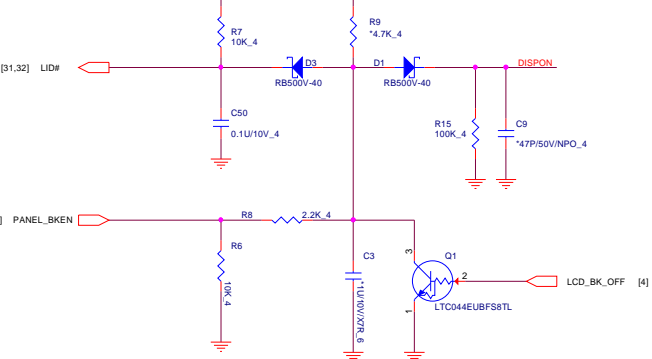 R7
10K_4
R9
*4.7K_4
[31,32] LID#
D3
RB500V-40
D1
RB500V-40
DISPON
C50
0.1U/10V_4
R15
100K_4
C9
*47P/50V/NPO_4
] PANEL_BKEN
R8
2.2K_4
R6
10K_4
C3
*1U/10V/X7R_6
3
Q1
2
LCD_BK_OFF [4]
1
LTC044EUBFS8TL